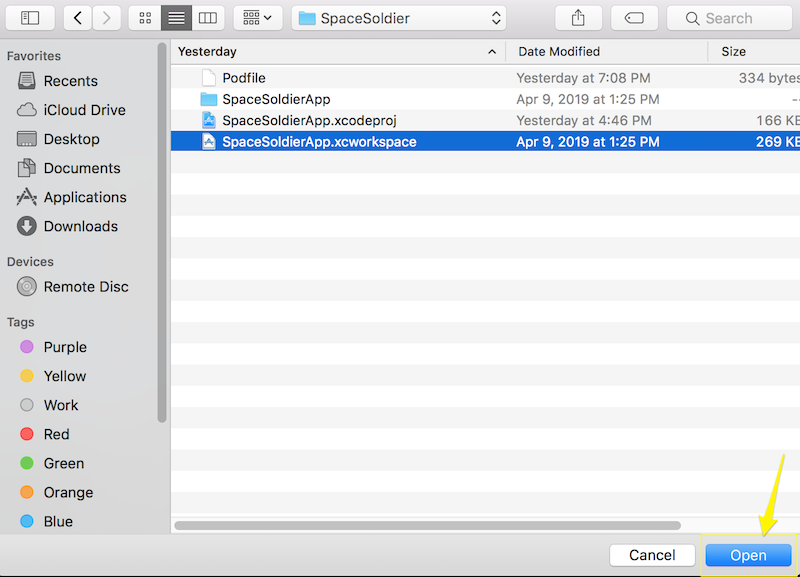 SpaceSoldier
Search
Favorites
Recents
iCloud Drive
Desktop
Documents
Applications
Downloads
Devices
Remote Disc
Tags
Purple
Yellow
Work
Red
Green
Orange
Blue
Yesterday Date Modified Size
Podfile Yesterday at 7:08 PM 334 bytes
SpaceSoldierApp Apr 9, 2019 at 1:25 PM --
SpaceSoldierApp.xcodeproj Yesterday at 4:46 PM 166 KB
SpaceSoldierApp.xcworkspace Apr 9, 2019 at 1:25 PM 269 KB
Cancel
Open